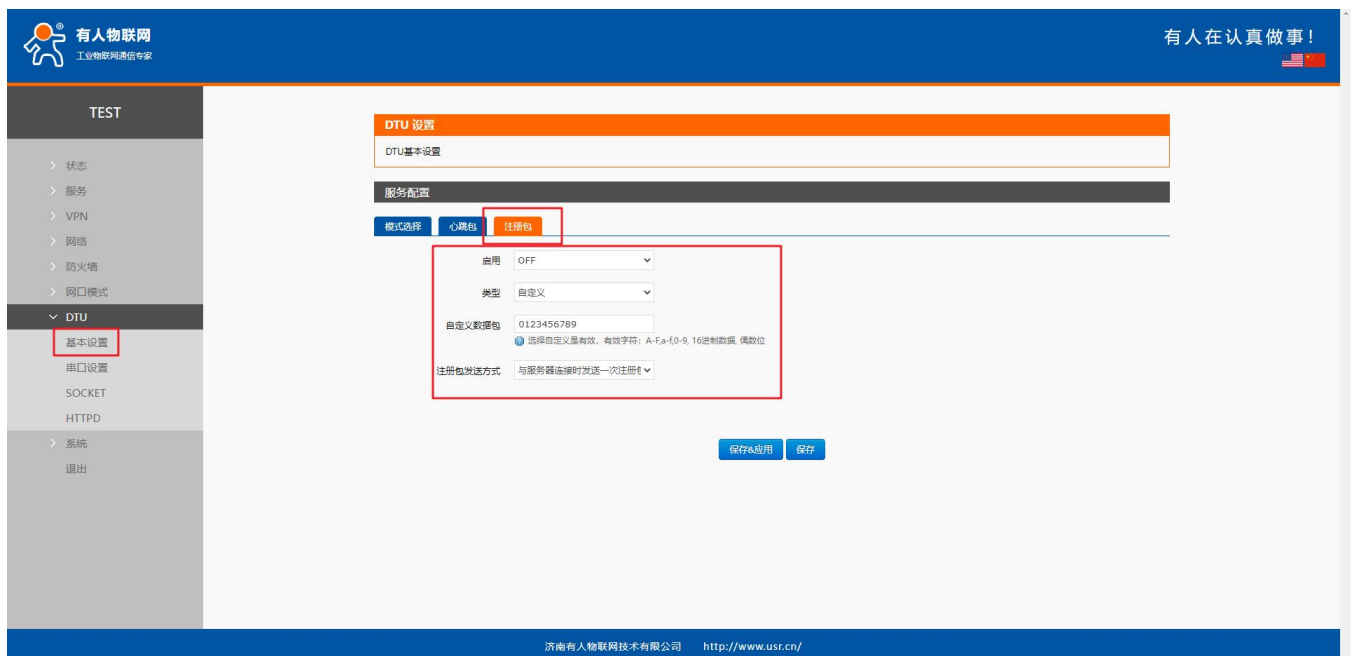 有人物联网
工业物联网通信专家
有人在认真做事！
TEST
状态
服务
VPN
网络
防火墙
网口模式
DTU
基本设置
串口设置
SOCKET
HTTPD
系统
退出
DTU 设置
DTU基本设置
服务配置
模式选择 心跳包 注册包
启用 OFF
类型 自定义
自定义数据包 0123456789
选择自定义是有效，有效字符：A-F,a-f,0-9, 16进制数据, 偶数位
注册包发送方式 与服务器连接时发送一次注册包
保存&应用 保存
济南有人物联网技术有限公司 http://www.usr.cn/